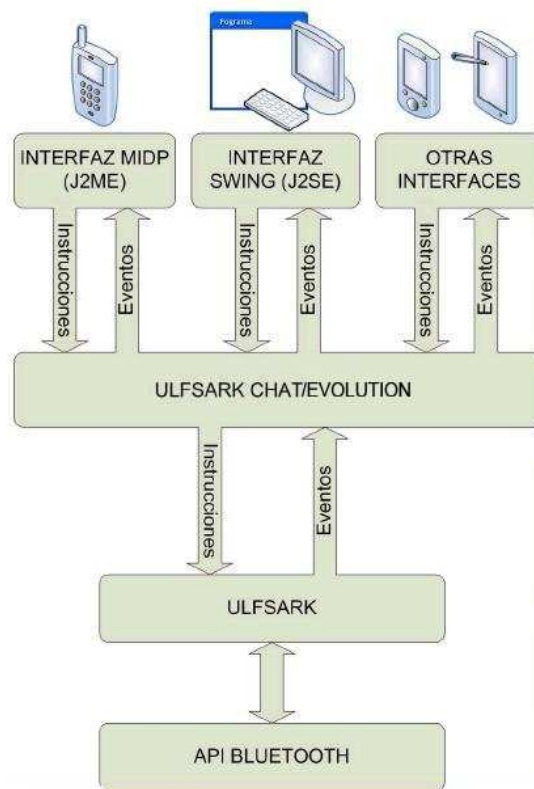 Pograma
INTERFAZ MIDP
(J2ME)
INTERFAZ
SWING (J2SE)
OTRAS
INTERFACES
Instrucciones
Eventos
Instrucciones
Eventos
Instrucciones
Eventos
ULFSARK CHAT/EVOLUTION
Instrucciones
Eventos
ULFSARK
API BLUETOOTH